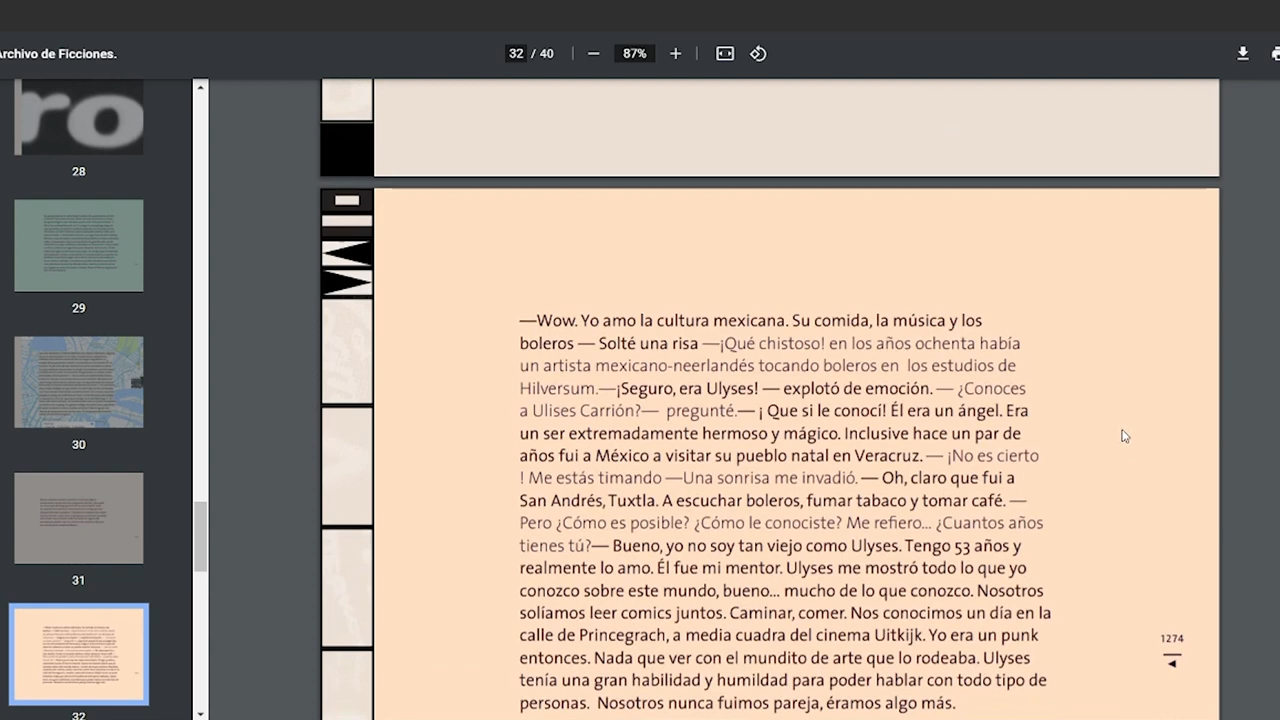 Archivo de Ficciones.
32 / 40
87%
28
29
30
31
32
—Wow. Yo amo la cultura mexicana. Su comida, la música y los
boleros — Solté una risa —¡Qué chistoso! en los años ochenta había
un artista mexicano-neerlandés tocando boleros en los estudios de
Hilversum.—¡Seguro, era Ulyses! — explotó de emoción. — ¿Conoces
a Ulises Carrión?— pregunté.— ¡ Que si le conocí! Él era un ángel. Era
un ser extremadamente hermoso y mágico. Inclusive hace un par de
años fui a México a visitar su pueblo natal en Veracruz. — ¡No es cierto
! Me estás timando —Una sonrisa me invadió. — Oh, claro que fui a
San Andrés, Tuxtla. A escuchar boleros, fumar tabaco y tomar café. —
Pero ¿Cómo es posible? ¿Cómo le conociste? Me refiero... ¿Cuantos años
tienes tú?— Bueno, yo no soy tan viejo como Ulyses. Tengo 53 años y
realmente lo amo. Él fue mi mentor. Ulyses me mostró todo lo que yo
conozco sobre este mundo, bueno... mucho de lo que conozco. Nosotros
solíamos leer comics juntos. Caminar, comer. Nos conocimos un día en la
calle de Princegrach, a media cuadra del cinema Uitkijk. Yo era un punk
entonces. Nada que ver con el mundito de arte que lo rodeaba. Ulyses
tenía una gran habilidad y humildad para poder hablar con todo tipo de
personas. Nosotros nunca fuimos pareja, éramos algo más.
1274